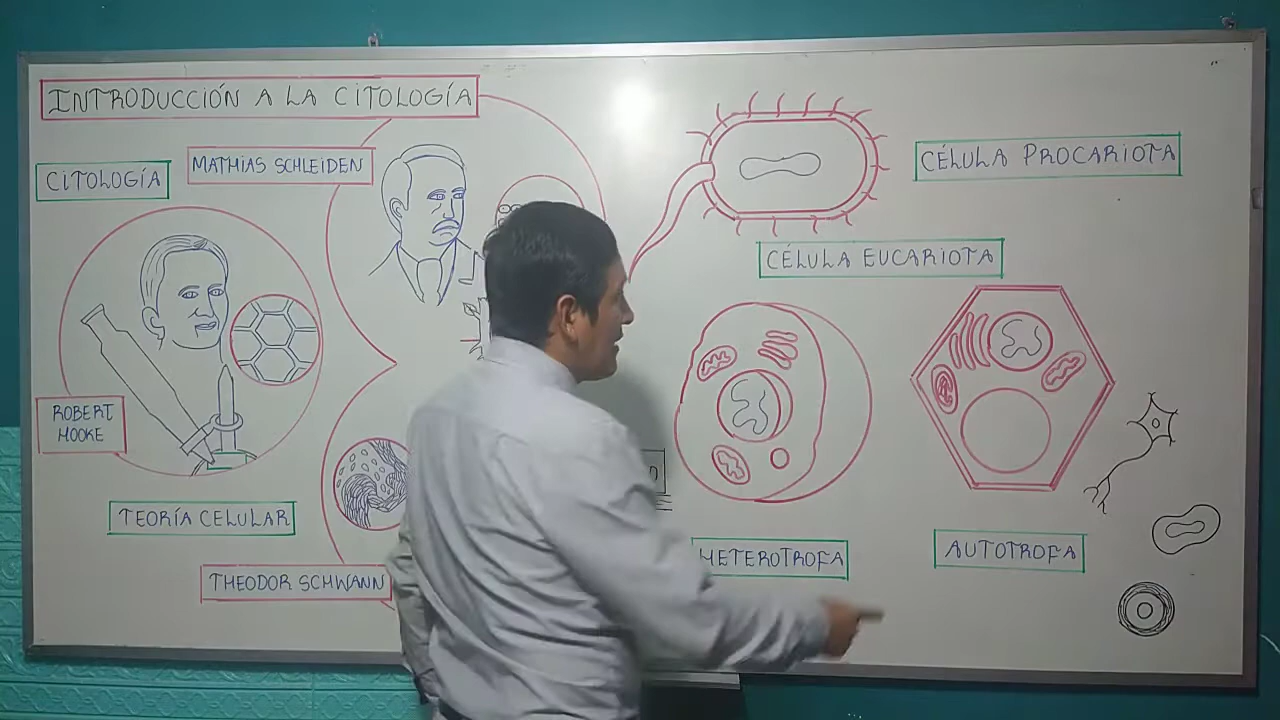 INTRODUCCIÓN A LA CITOLOGÍA
CITOLOGÍA
MATHIAS SCHLEIDEN
ROBERT
HOOKE
TEORÍA CELULAR
THEODOR SCHWANN
CÉLULA PROCARIOTA
CÉLULA EUCARIOTA
HETEROTROFA
AUTOTROFA